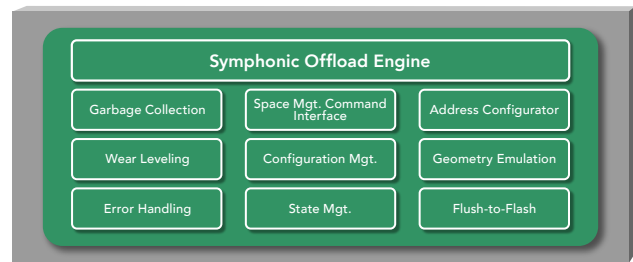 Symphonic Offload Engine
Garbage Collection
Space Mgt. Command
Interface
Address Configurator
Wear Leveling
Configuration Mgt.
Geometry Emulation
Error Handling
State Mgt.
Flush-to-Flash